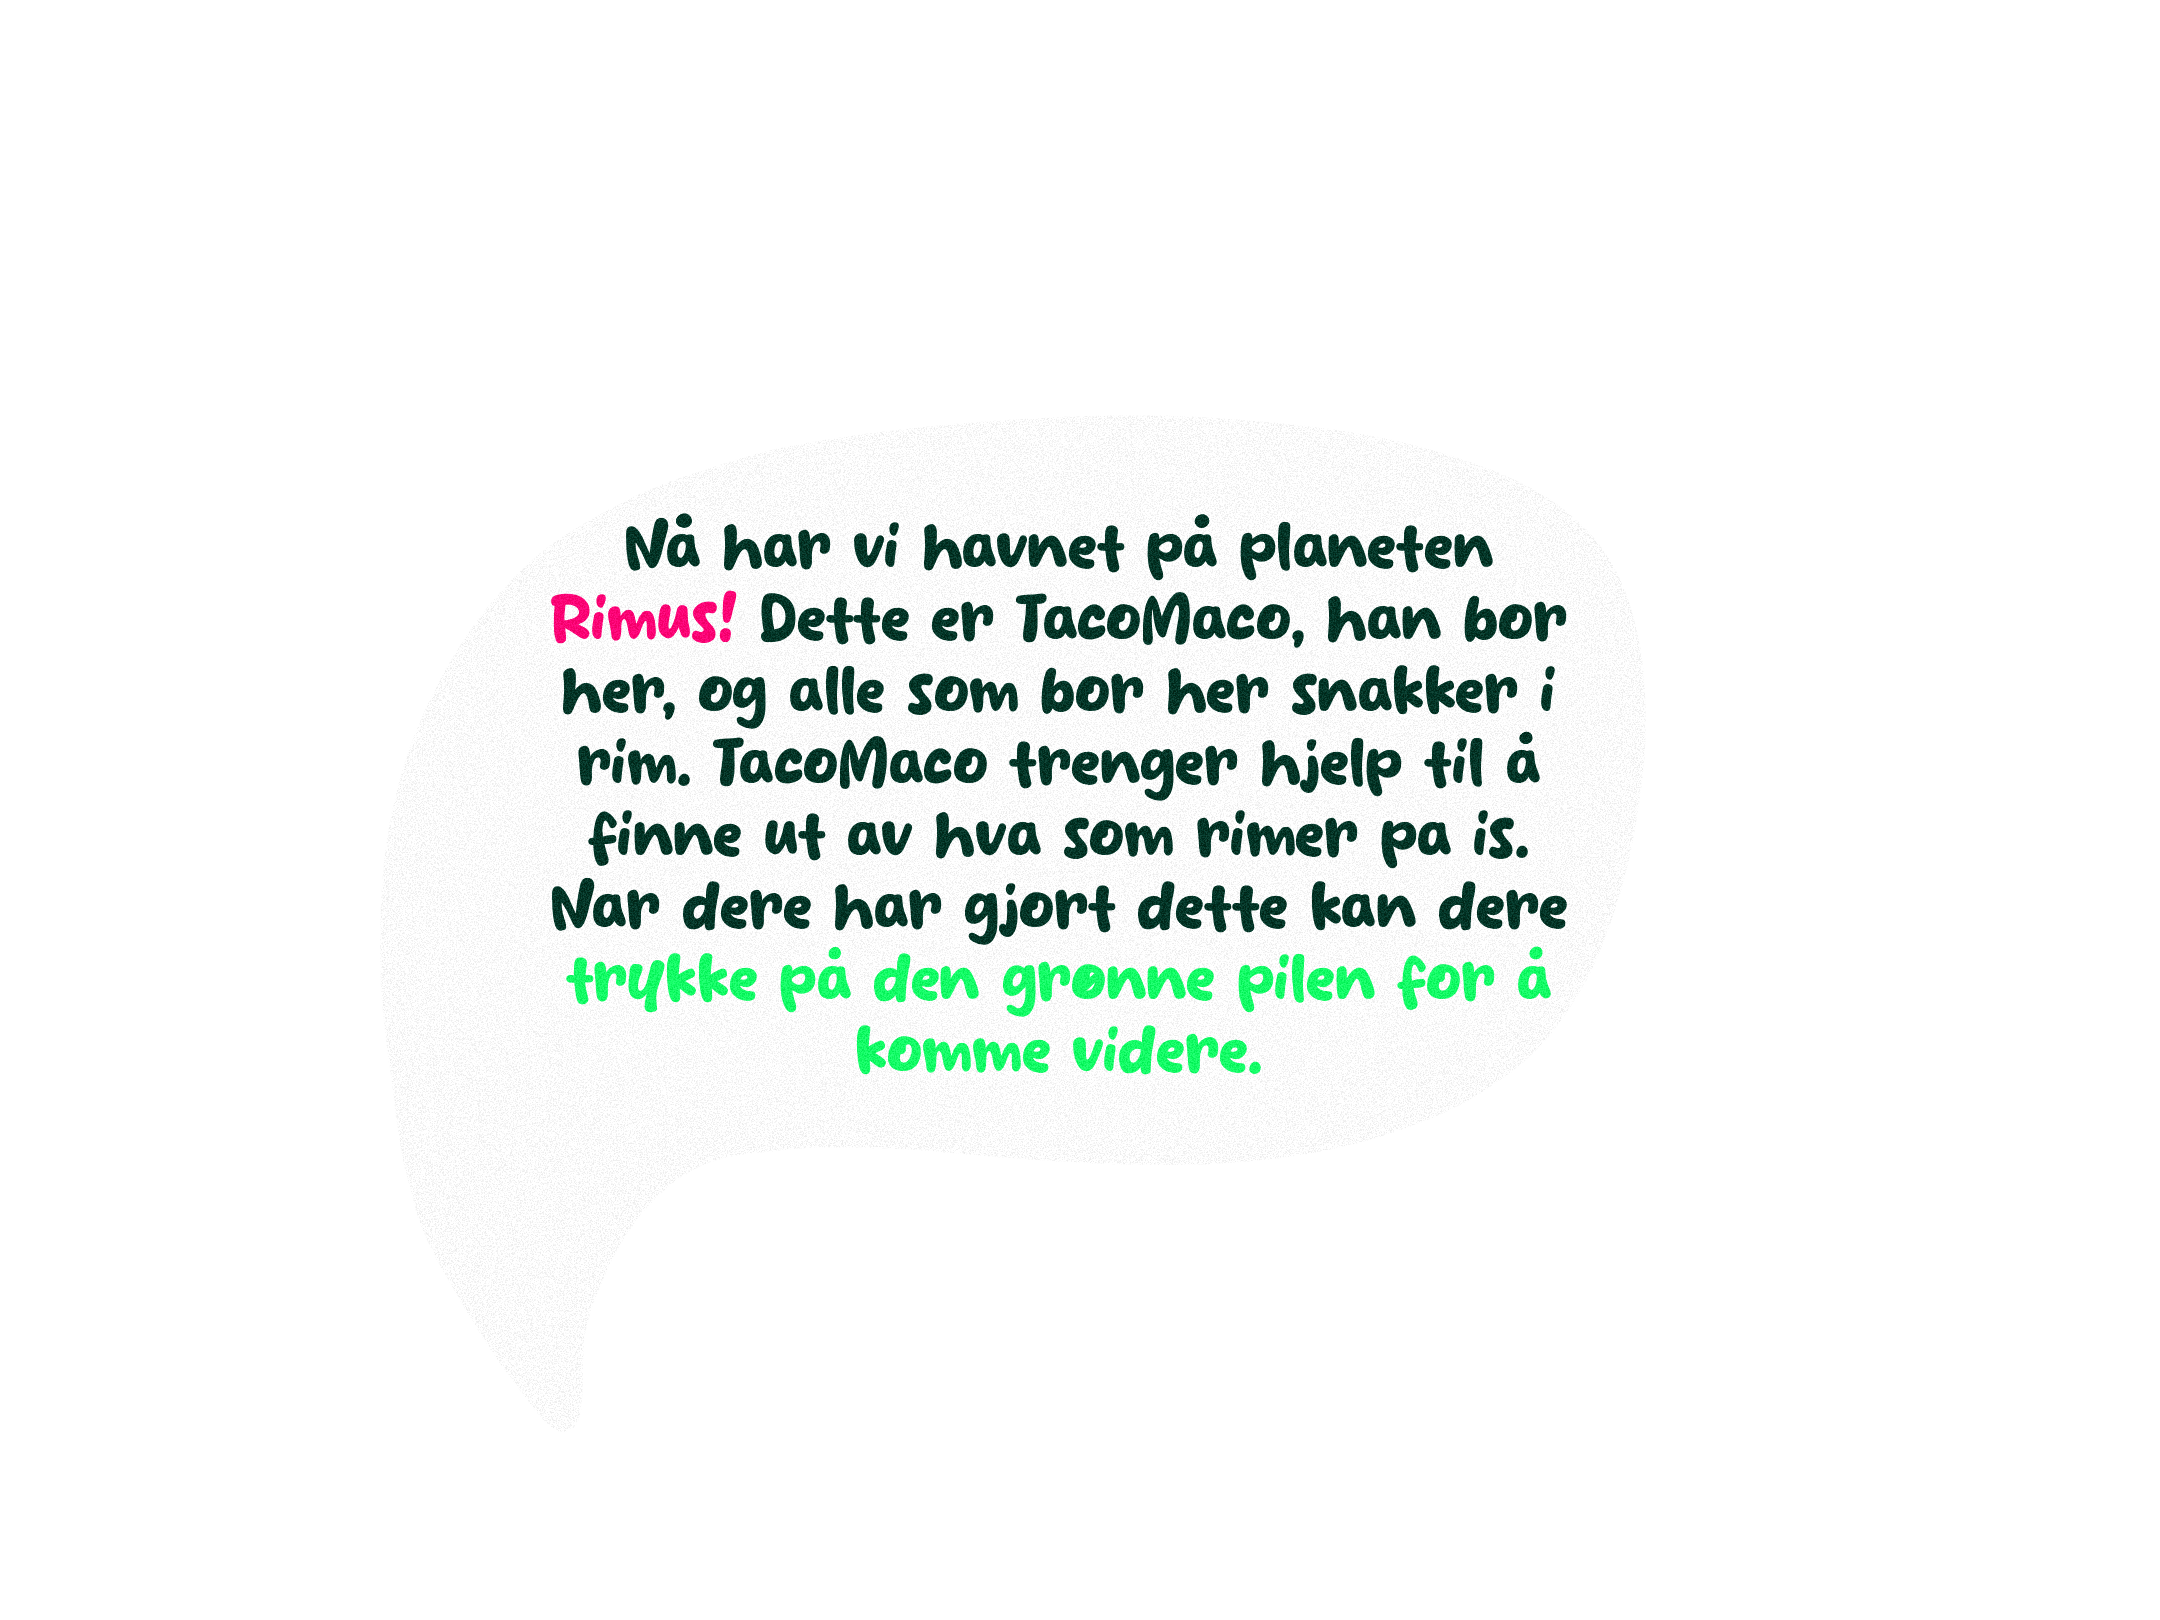 Nå har vi havnet på planeten
Rimus! Dette er TacoMaco, han bor
her, og alle som bor her snakker i
rim. TacoMaco trenger hjelp til å
finne ut av hva som rimer pa is.
Nar dere har gjort dette kan dere
trykke på den grønne pilen for å
komme videre.